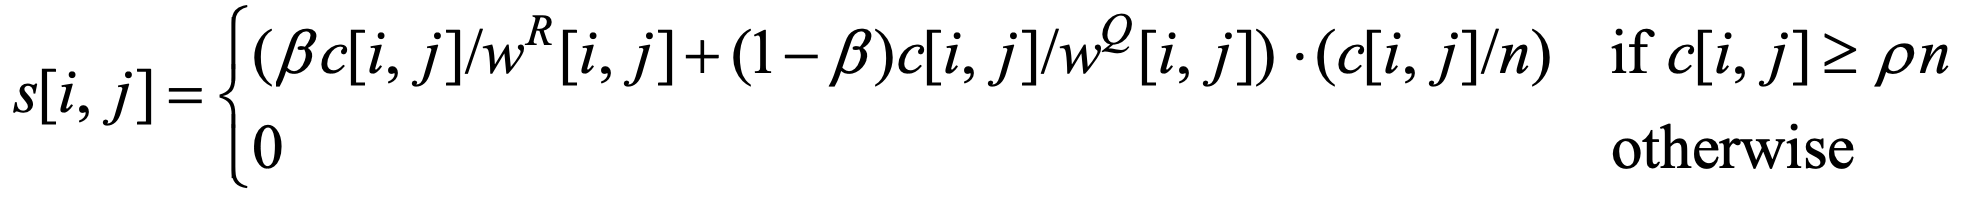 s[i, j] = { (βc[i, j]/w^R[i, j] + (1 − β)c[i, j]/w^Q[i, j]) · (c[i, j]/n) if c[i, j] ≥ ρn
0 otherwise